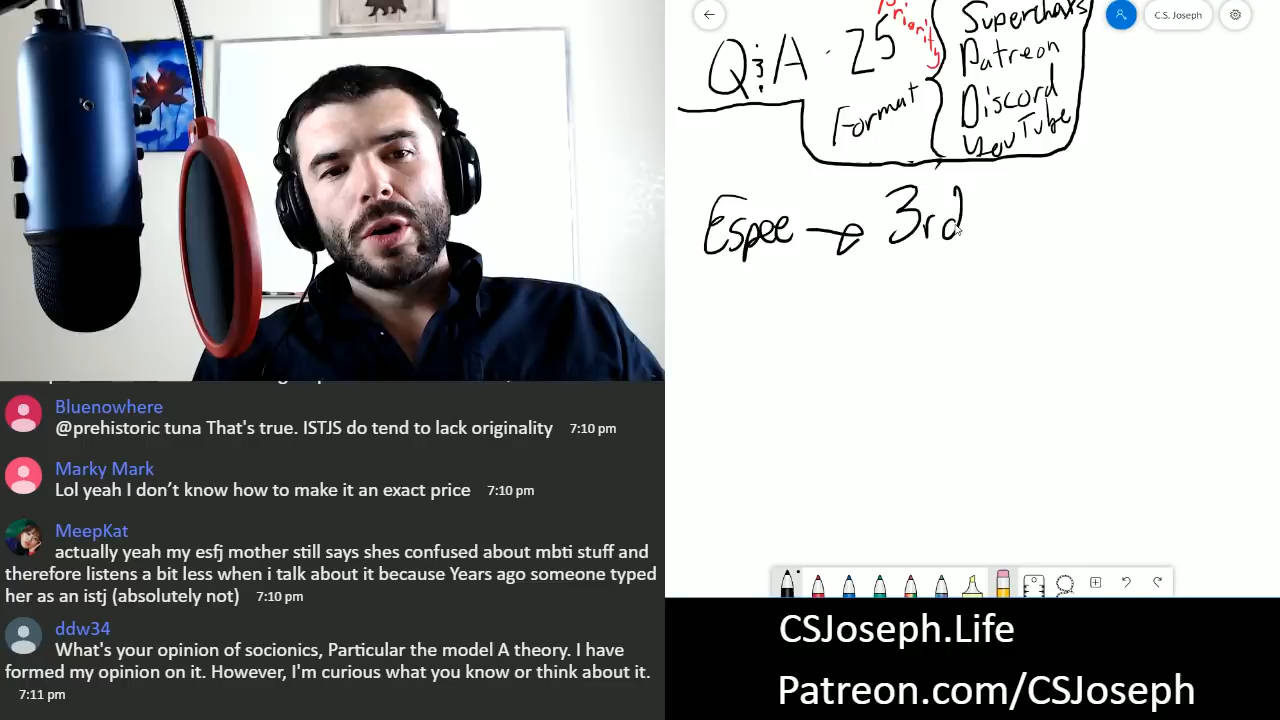 Bluenowhere
@prehistoric tuna That's true. ISTJS do tend to lack originality 7:10 pm
Marky Mark
Lol yeah I don't know how to make it an exact price 7:10 pm
MeepKat
actually yeah my esfj mother still says shes confused about mbti stuff and
therefore listens a bit less when i talk about it because Years ago someone typed
her as an istj (absolutely not) 7:10 pm
ddw34
What's your opinion of socionics, Particular the model A theory. I have
formed my opinion on it. However, I'm curious what you know or think about it.
7:11 pm
C.S. Joseph
Q&A · 25
Format
Priority
Superchats
Patreon
Discord
YouTube
Espee → 3rd
CSJoseph.Life
Patreon.com/CSJoseph